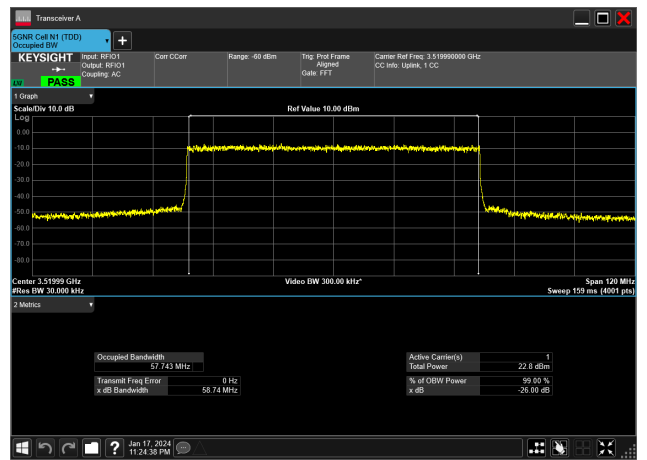 Transceiver A
5GNR Cell N1 (TDD)
Occupied BW
KEYSIGHT
PASS
Input: RFIO1
Output: RFIO1
Coupling: AC
Corr CCorr
Range: -60 dBm
Trig: Prot Frame
Aligned
Gate: FFT
Carrier Ref Freq: 3.519990000 GHz
CC Info: Uplink, 1 CC
1 Graph
Scale/Div 10.0 dB
Ref Value 10.00 dBm
Log
0.00
-10.0
-20.0
-30.0
-40.0
-50.0
-60.0
-70.0
-80.0
Center 3.51999 GHz
Video BW 300.00 kHz*
Span 120 MHz
#Res BW 30.000 kHz
Sweep 159 ms (4001 pts)
2 Metrics
Occupied Bandwidth
57.743 MHz
Active Carrier(s) 1
Total Power 22.8 dBm
Transmit Freq Error 0 Hz
x dB Bandwidth 58.74 MHz
% of OBW Power 99.00 %
x dB -26.00 dB
Jan 17, 2024
11:24:38 PM